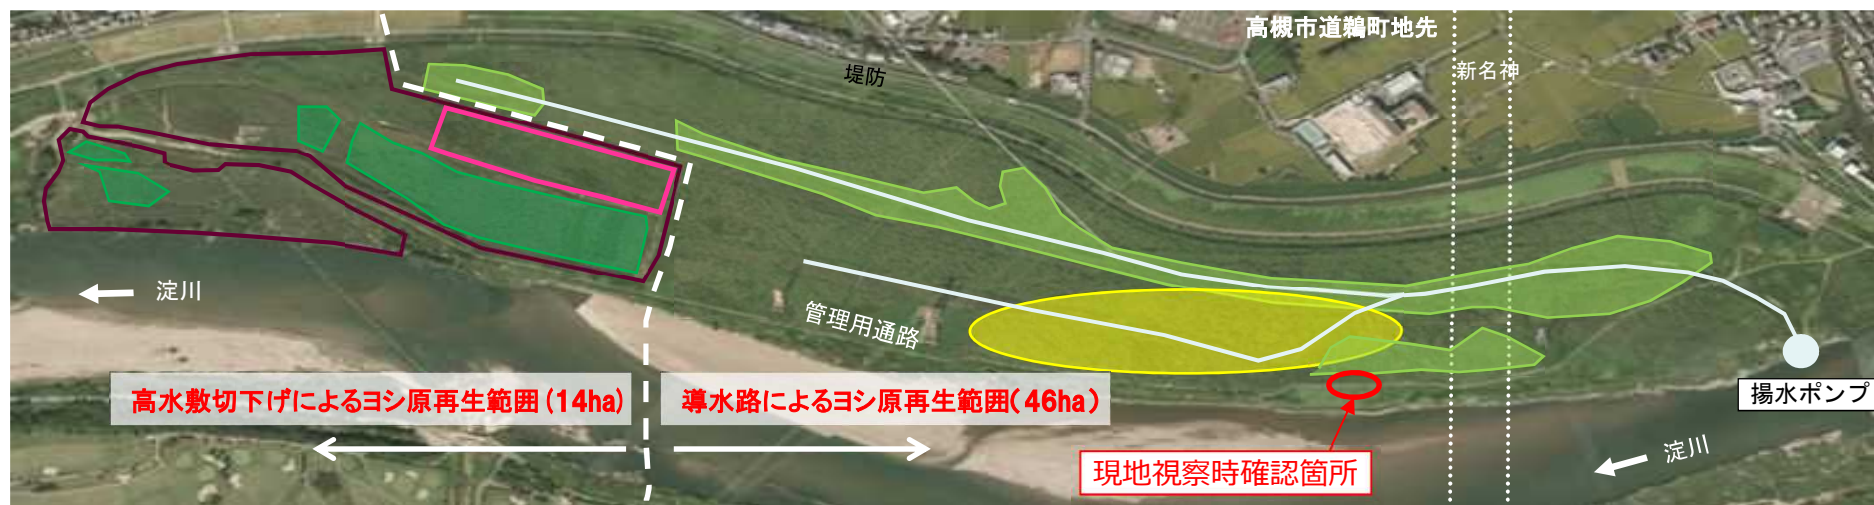 高槻市道鵜町地先
堤防
新名神
淀川
管理用通路
高水敷切下げによるヨシ原再生範囲(14ha)
導水路によるヨシ原再生範囲(46ha)
揚水ポンプ
淀川
現地視察時確認箇所